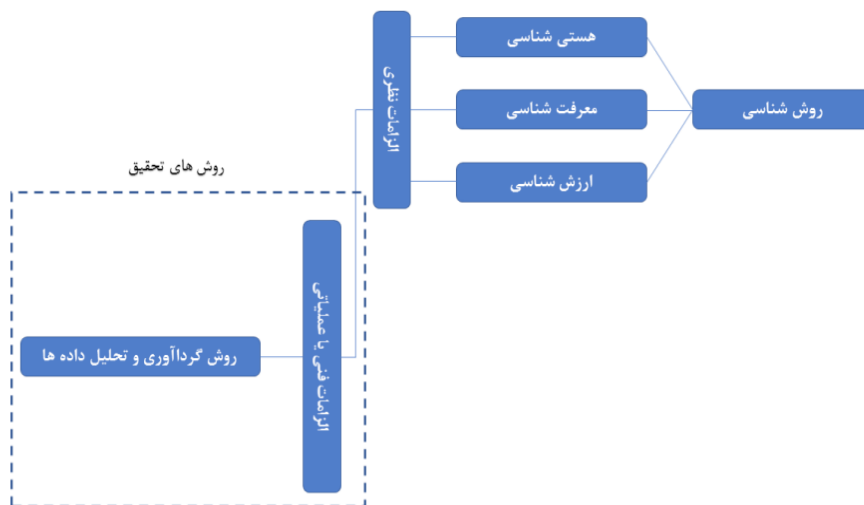 هستی شناسی
معرفت شناسی
روش شناسی
ارزش شناسی
الزامات نظری
روش های تحقیق
الزامات فنی یا عملیاتی
روش گرداآوری و تحلیل داده ها